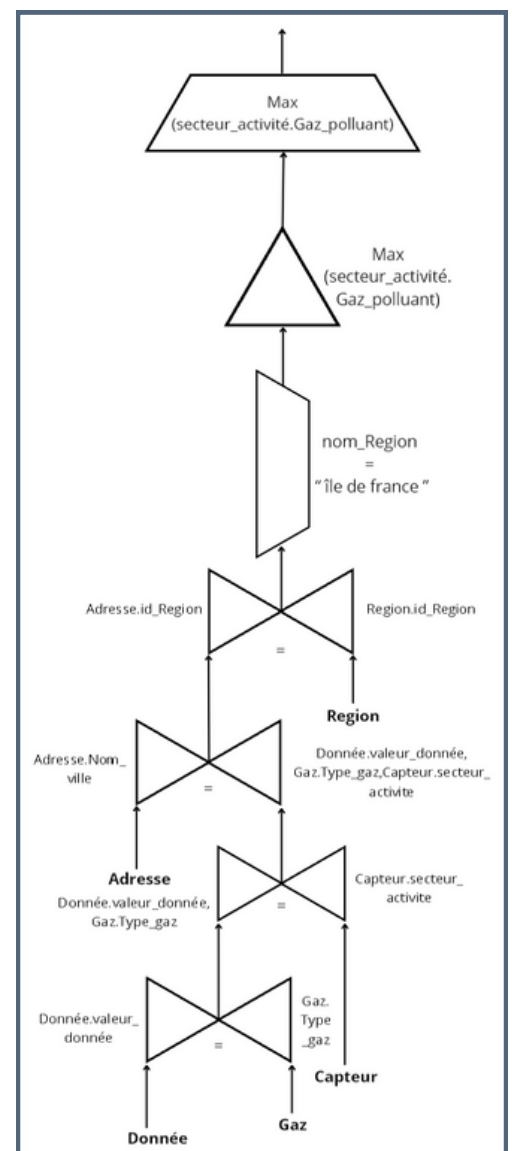 Max
(secteur_activité.Gaz_polluant)
Max
(secteur_activité.
Gaz_polluant)
nom_Region
=
“ île de france ”
Adresse.id_Region
Region.id_Region
=
Region
Adresse.Nom_
ville
Donnée.valeur_donnée,
Gaz.Type_gaz,Capteur.secteur_
activite
=
Adresse
Donnée.valeur_donnée,
Gaz.Type_gaz
Capteur.secteur_
activite
=
Donnée.valeur_
donnée
Gaz.
Type
_gaz
=
Capteur
Gaz
Donnée